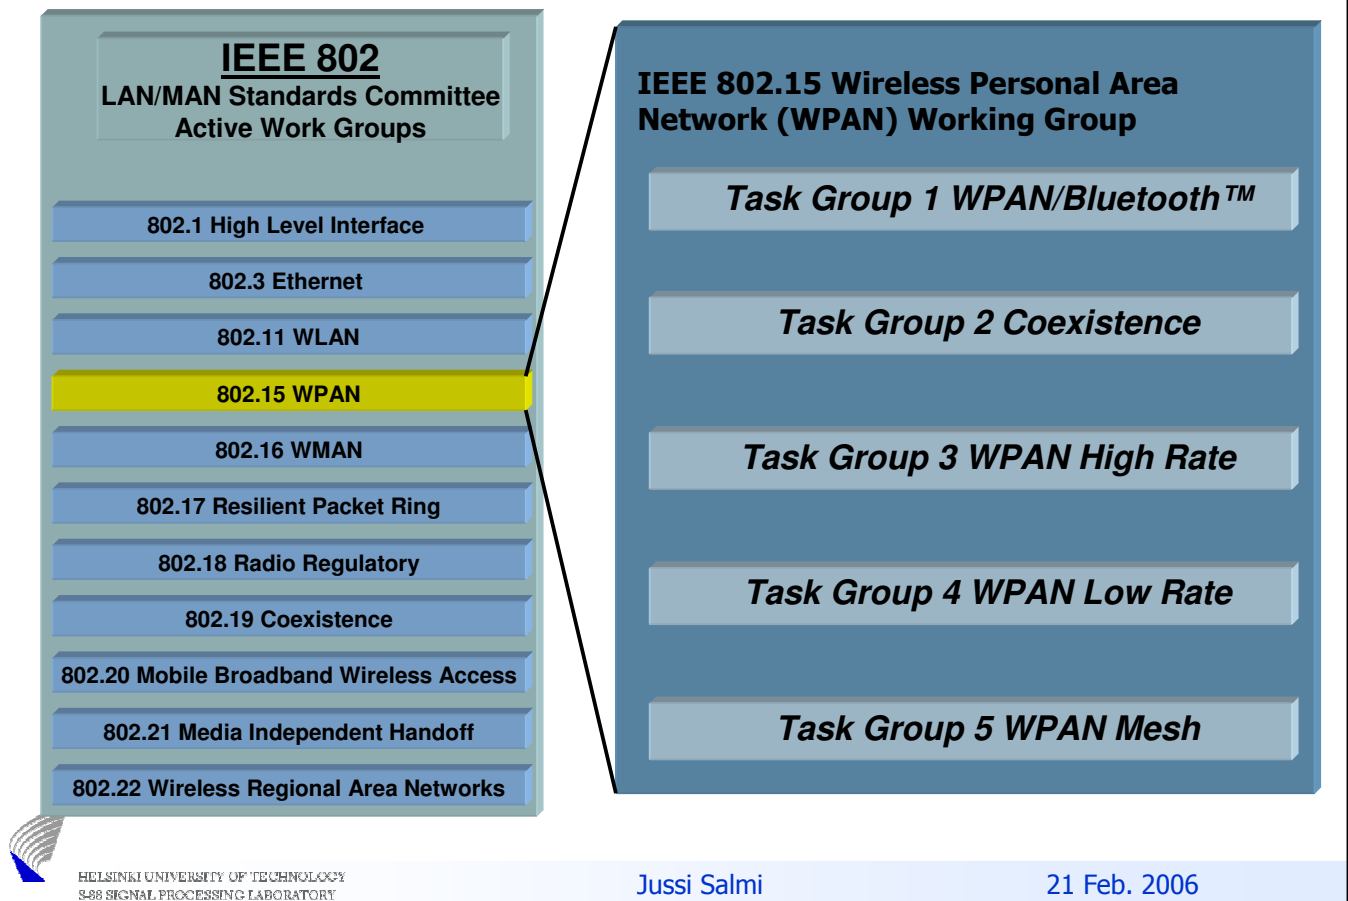 IEEE 802
LAN/MAN Standards Committee
Active Work Groups
802.1 High Level Interface
802.3 Ethernet
802.11 WLAN
802.15 WPAN
802.16 WMAN
802.17 Resilient Packet Ring
802.18 Radio Regulatory
802.19 Coexistence
802.20 Mobile Broadband Wireless Access
802.21 Media Independent Handoff
802.22 Wireless Regional Area Networks
IEEE 802.15 Wireless Personal Area
Network (WPAN) Working Group
Task Group 1 WPAN/Bluetooth™
Task Group 2 Coexistence
Task Group 3 WPAN High Rate
Task Group 4 WPAN Low Rate
Task Group 5 WPAN Mesh
HELSINKI UNIVERSITY OF TECHNOLOGY
S-88 SIGNAL PROCESSING LABORATORY
Jussi Salmi
21 Feb. 2006